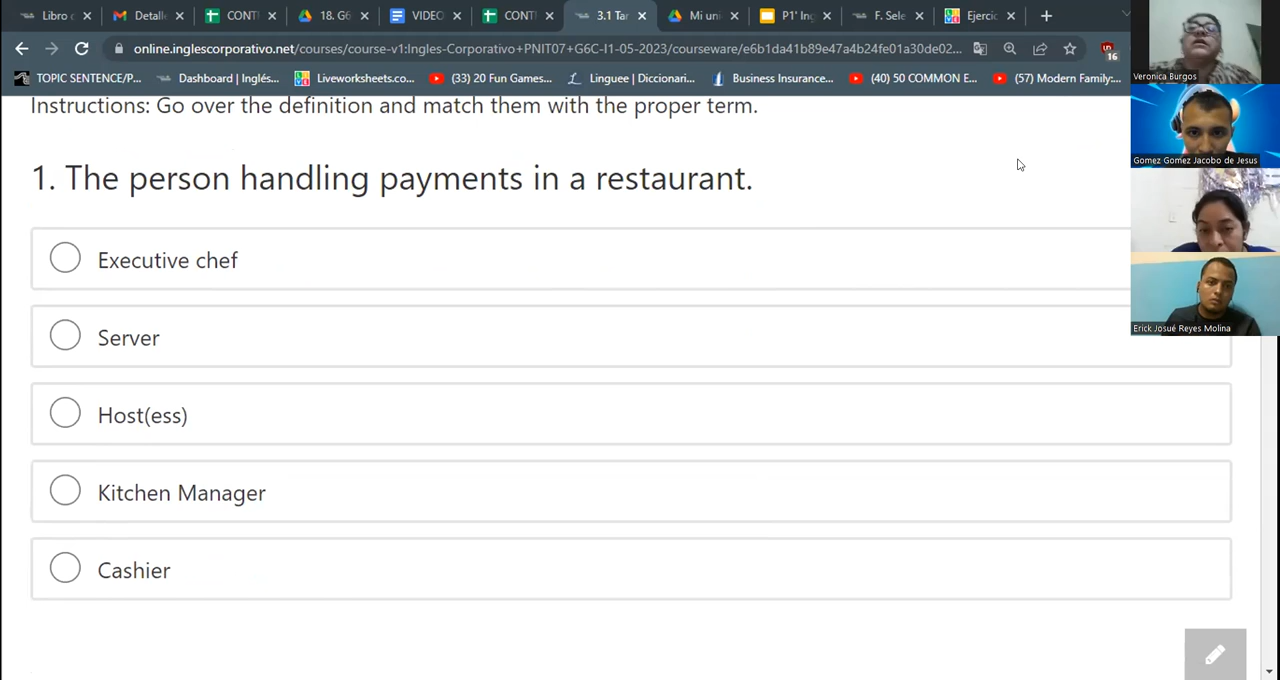 Libro c
Detall
CONT
18. G6
VIDEO
CONT
3.1 Tar
Mi uni
P1' Ing
F. Sele
Ejercic
online.inglescorporativo.net/courses/course-v1:Ingles-Corporativo+PNIT07+G6C-I1-05-2023/courseware/e6b1da41b89e47a4b24fe01a30de02...
16
TOPIC SENTENCE/P...
Dashboard | Inglés...
Liveworksheets.co...
(33) 20 Fun Games...
Linguee | Diccionari...
Business Insurance...
(40) 50 COMMON E...
(57) Modern Family:...
Veronica Burgos
Gomez Gomez Jacobo de Jesus
Erick Josué Reyes Molina
Instructions: Go over the definition and match them with the proper term.
1. The person handling payments in a restaurant.
Executive chef
Server
Host(ess)
Kitchen Manager
Cashier